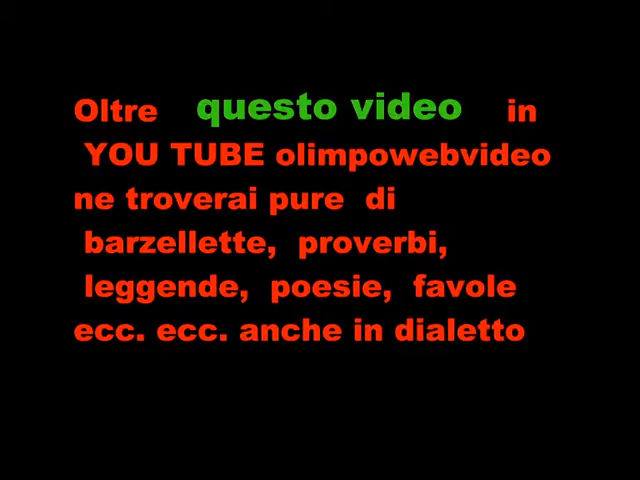 Oltre questo video in
YOU TUBE olimpowebvideo
ne troverai pure di
barzellette, proverbi,
leggende, poesie, favole
ecc. ecc. anche in dialetto